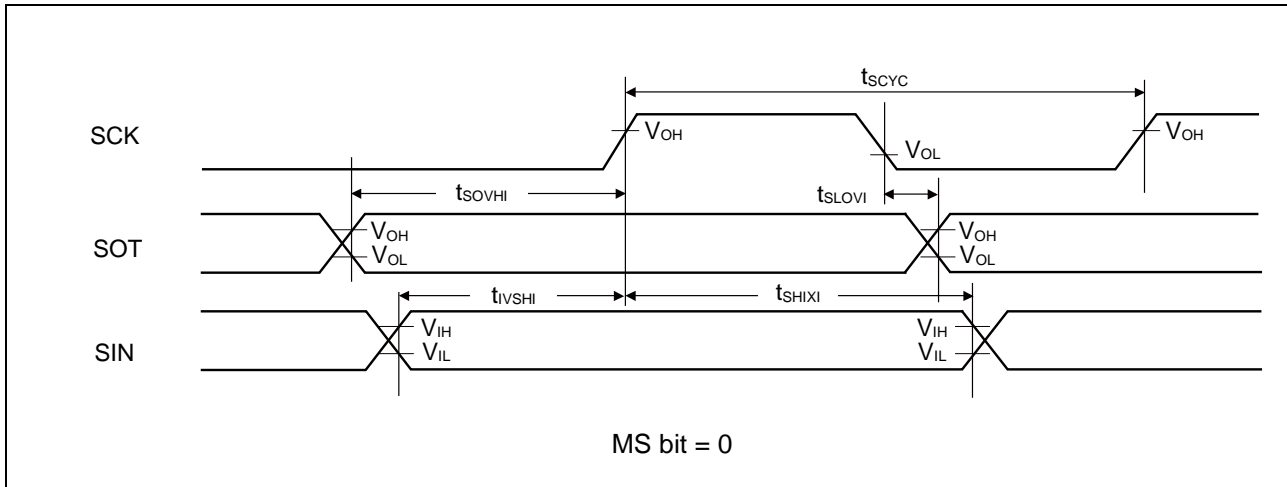 tSCYC
SCK
VOH
VOL
VOH
tSOVHI
tSLOVI
SOT
VOH
VOL
VOH
VOL
tIVSHI
tSHIXI
SIN
VIH
VIL
VIH
VIL
MS bit = 0